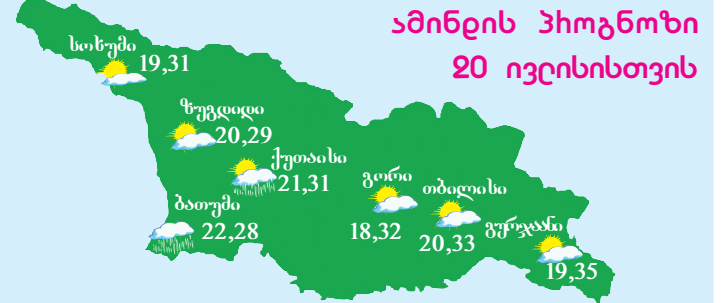 ამინდის პროგნოზი
20 ივლისისთვის
სოხუმი
19,31
ზუგდიდი
20,29
ქუთაისი
21,31
ბათუმი
22,28
გორი
18,32
თბილისი
20,33
გურჯაანი
19,35